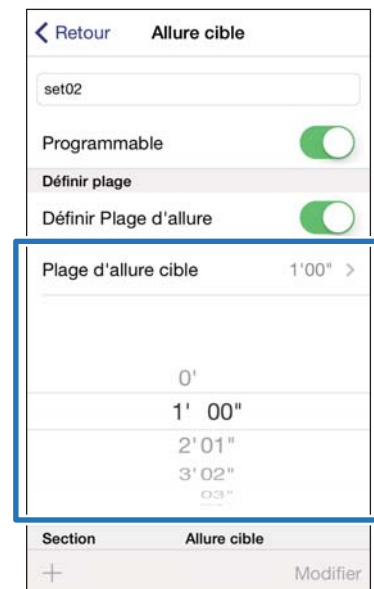 Retour Allure cible
set02
Programmable
Définir plage
Définir Plage d'allure
Plage d'allure cible 1'00" >
0'
1' 00"
2' 01"
3' 02"
03"
Section Allure cible
+ Modifier